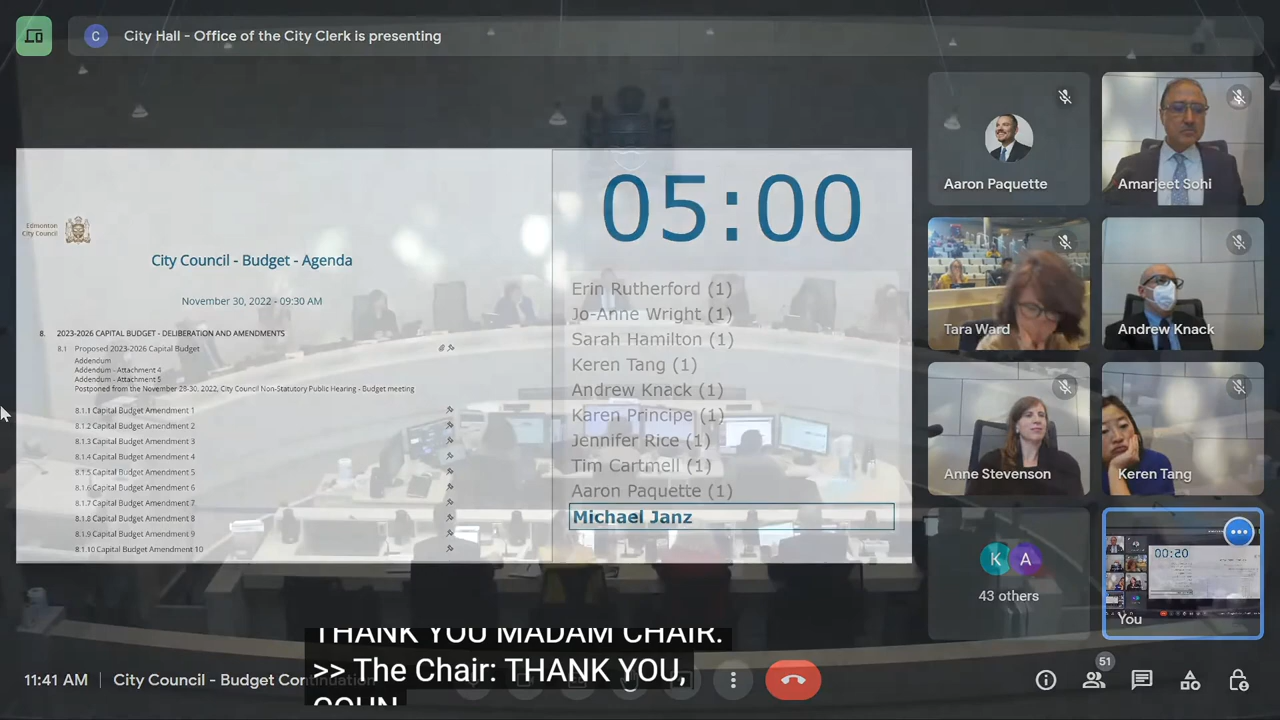 City Hall - Office of the City Clerk is presenting
C
Edmonton
City Council
City Council - Budget - Agenda
November 30, 2022 - 09:30 AM
8. 2023-2026 CAPITAL BUDGET - DELIBERATION AND AMENDMENTS
8.1 Proposed 2023-2026 Capital Budget
Addendum
Addendum - Attachment 4
Addendum - Attachment 5
Postponed from the November 28-30, 2022, City Council Non-Statutory Public Hearing - Budget meeting
8.1.1 Capital Budget Amendment 1
8.1.2 Capital Budget Amendment 2
8.1.3 Capital Budget Amendment 3
8.1.4 Capital Budget Amendment 4
8.1.5 Capital Budget Amendment 5
8.1.6 Capital Budget Amendment 6
8.1.7 Capital Budget Amendment 7
8.1.8 Capital Budget Amendment 8
8.1.9 Capital Budget Amendment 9
8.1.10 Capital Budget Amendment 10
05:00
Erin Rutherford (1)
Jo-Anne Wright (1)
Sarah Hamilton (1)
Keren Tang (1)
Andrew Knack (1)
Karen Principe (1)
Jennifer Rice (1)
Tim Cartmell (1)
Aaron Paquette (1)
Michael Janz
Aaron Paquette
Amarjeet Sohi
Tara Ward
Andrew Knack
Anne Stevenson
Keren Tang
K A
43 others
00:20
You
THANK YOU MADAM CHAIR.
>> The Chair: THANK YOU,
COUN
11:41 AM | City Council - Budget Continuation
51